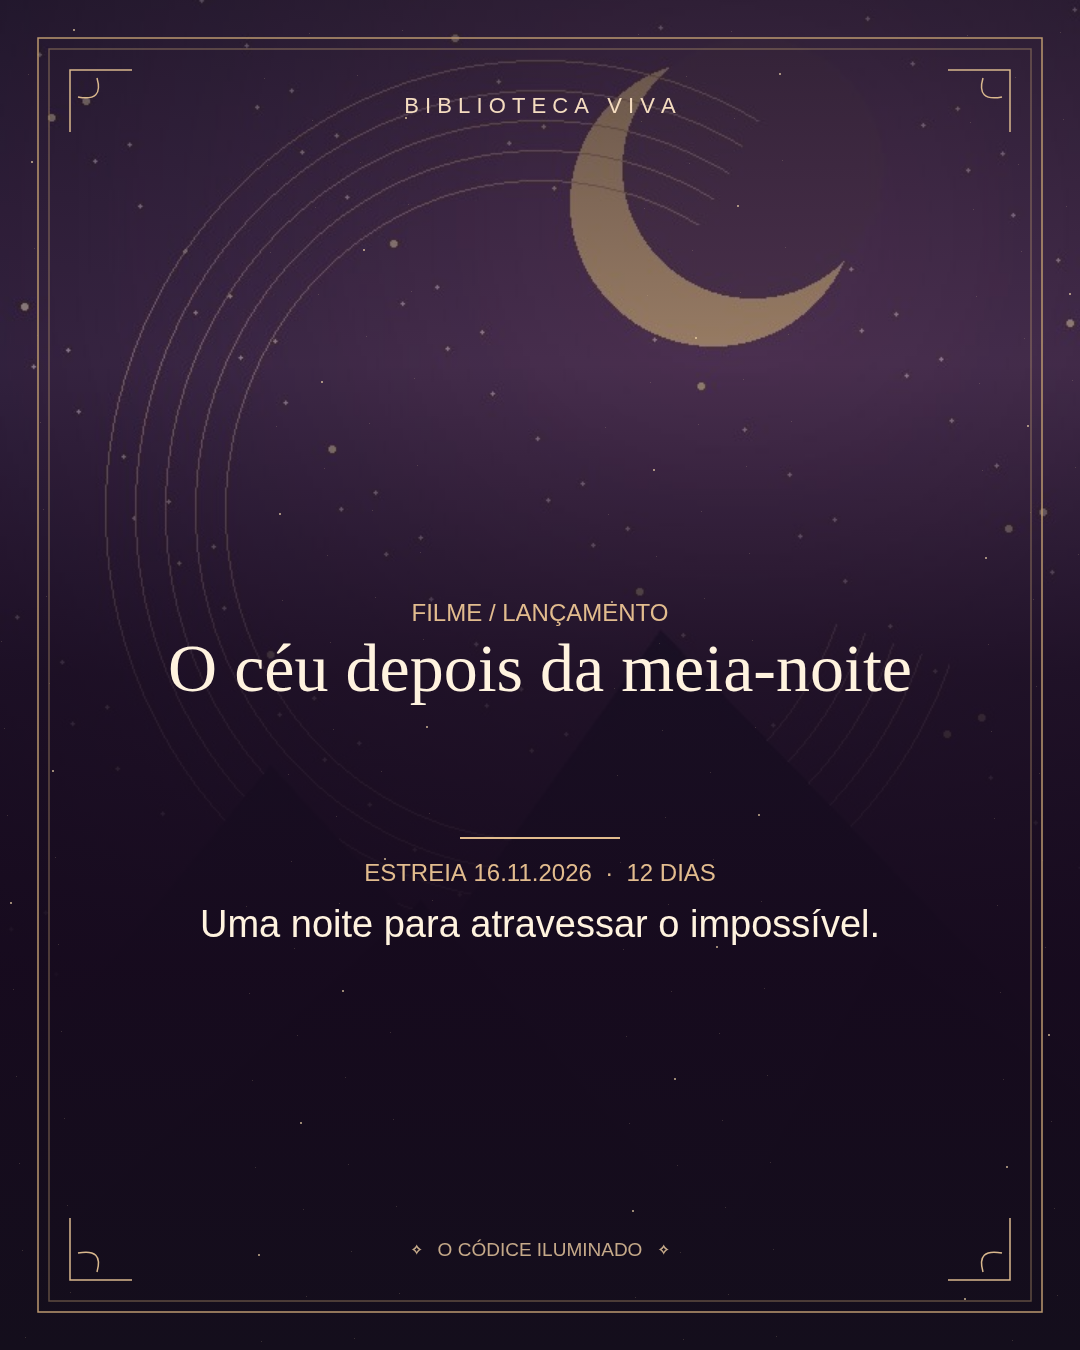 BIBLIOTECA VIVA
FILME / LANÇAMENTO
O céu depois da meia-noite
ESTREIA 16.11.2026 · 12 DIAS
Uma noite para atravessar o impossível.
✧ O CÓDICE ILUMINADO ✧